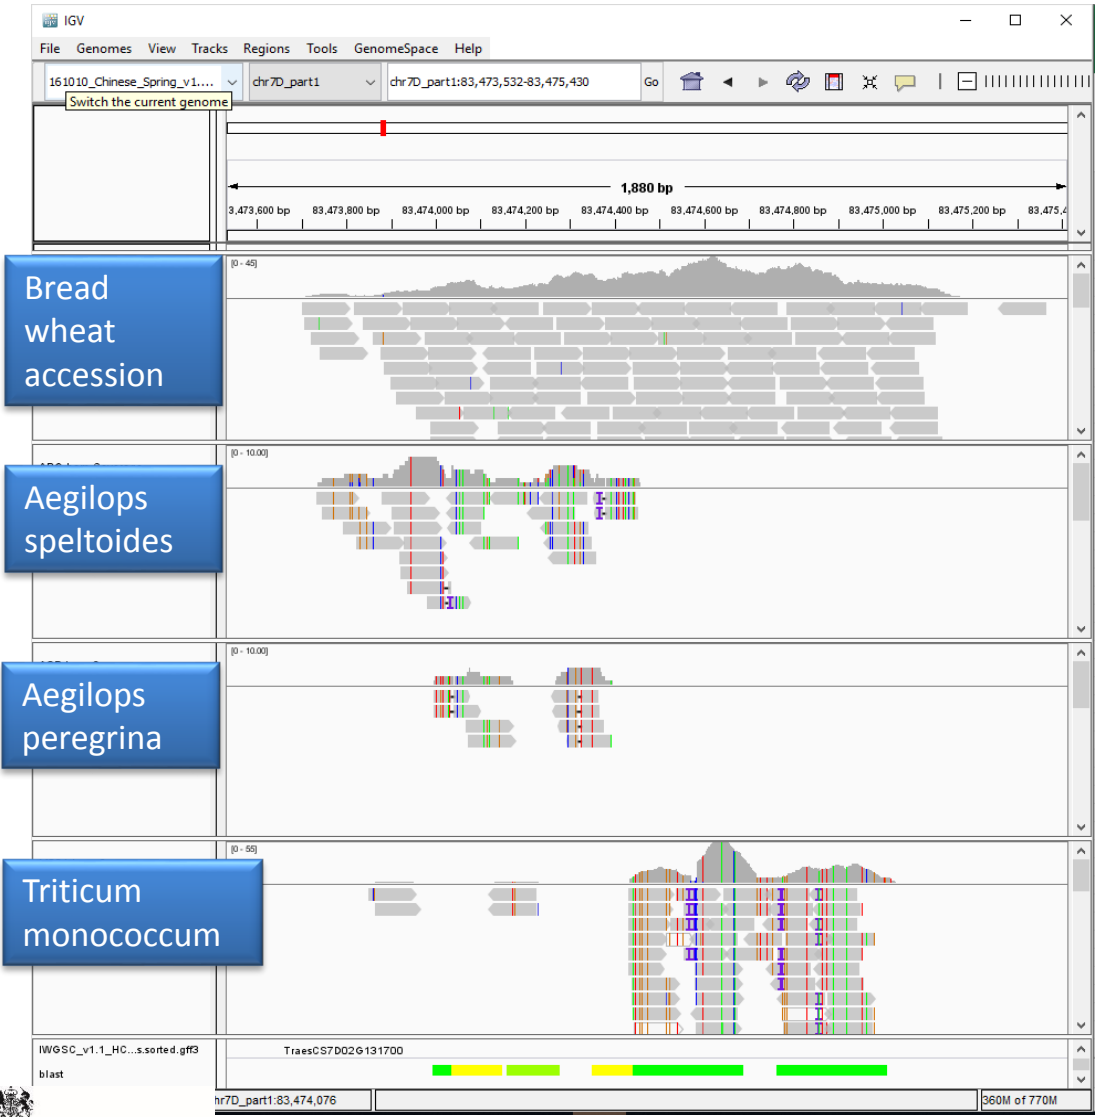 IGV
File Genomes View Tracks Regions Tools GenomeSpace Help
161010_Chinese_Spring_v1.... chr7D_part1 chr7D_part1:83,473,532-83,475,430 Go
Switch the current genome
1,880 bp
3,473,600 bp 83,473,800 bp 83,474,000 bp 83,474,200 bp 83,474,400 bp 83,474,600 bp 83,474,800 bp 83,475,000 bp 83,475,200 bp 83,475,4
[0 - 45]
Bread
wheat
accession
[0 - 10.00]
Aegilops
speltoides
[0 - 10.00]
Aegilops
peregrina
[0 - 55]
Triticum
monococcum
IWGSC_v1.1_HC...s.sorted.gff3 TraesCS7D02G131700
blast
hr7D_part1:83,474,076 360M of 770M